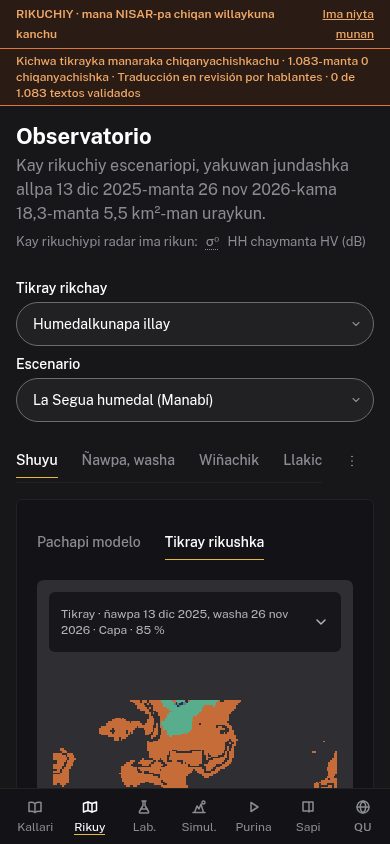 RIKUCHIY · mana NISAR-pa chiqan willaykuna kanchu
Ima niyta munan
Kichwa tikrayka manaraka chiqanyachishkachu · 1.083-manta 0
chiqanyachishka · Traducción en revisión por hablantes · 0 de
1.083 textos validados
Observatorio
Kay rikuchiy escenariopi, yakuwan jundashka
allpa 13 dic 2025-manta 26 nov 2026-kama
18,3-manta 5,5 km²-man uraykun.
Kay rikuchiypi radar ima rikun: σ⁰ HH chaymanta HV (dB)
Tikray rikchay
Humedalkunapa illay
Escenario
La Segua humedal (Manabí)
Shuyu Ñawpa, washa Wiñachik Llakic ⋮
Pachapi modelo Tikray rikushka
Tikray · ñawpa 13 dic 2025, washa 26 nov
2026 · Capa · 85 %
Kallari Rikuy Lab. Simul. Purina Sapi QU